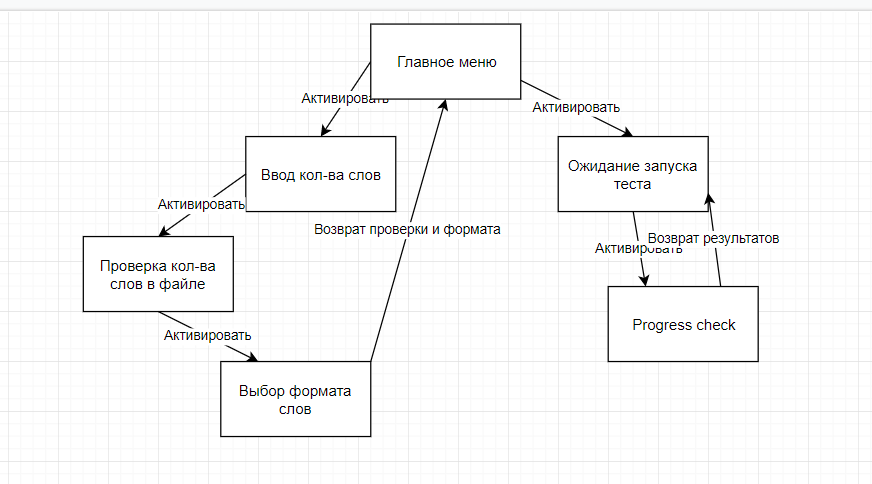 Главное меню
Активировать
Активировать
Ввод кол-ва слов
Ожидание запуска
теста
Активировать
Возврат проверки и формата
Активировать
Возврат результатов
Проверка кол-ва
слов в файле
Progress check
Активировать
Выбор формата
слов